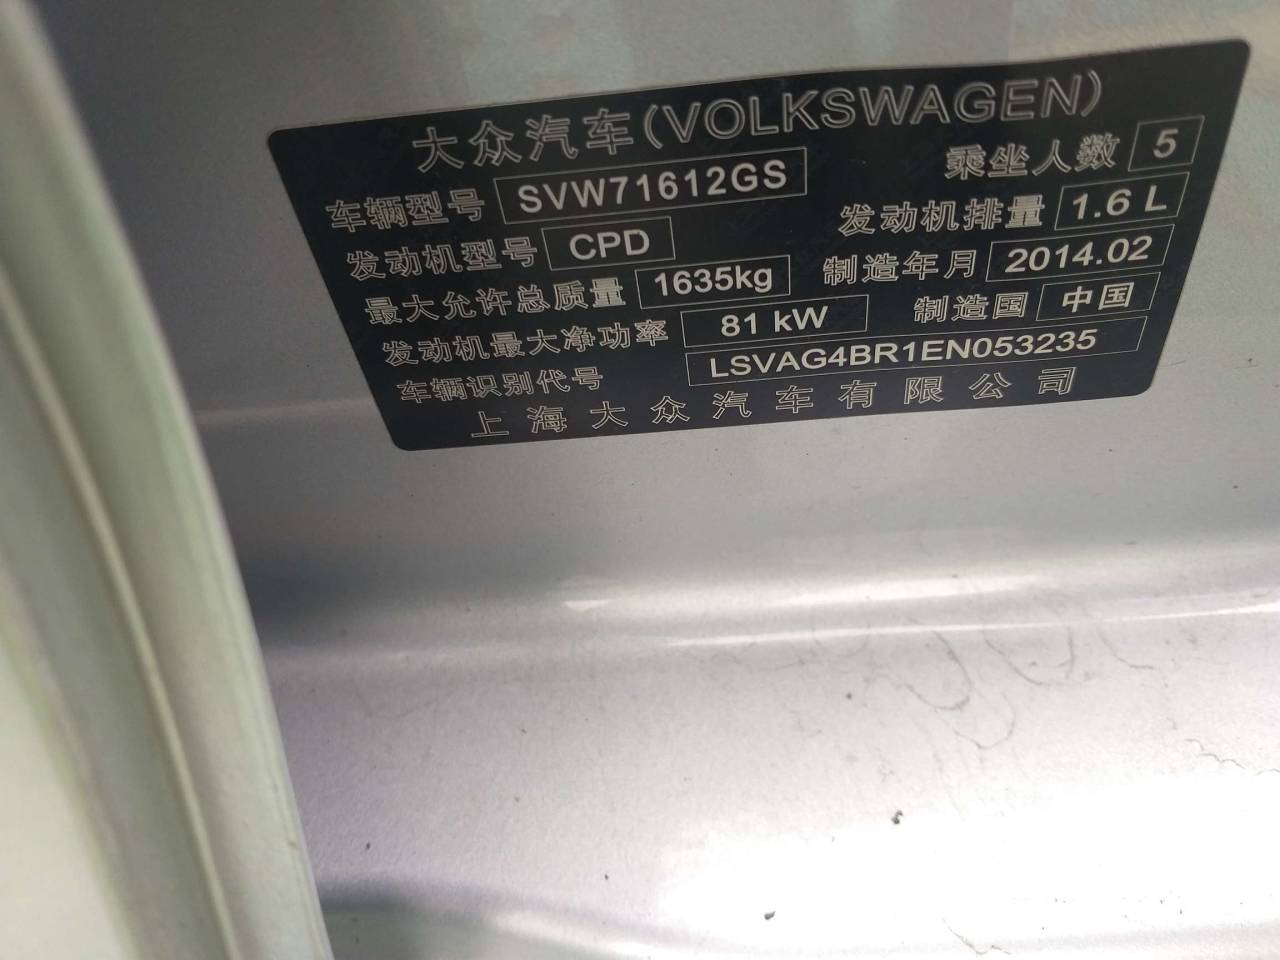 大众汽车(VOLKSWAGEN)
车辆型号 SVW71612GS 乘坐人数 5
发动机型号 CPD 发动机排量 1.6 L
最大允许总质量 1635kg 制造年月 2014.02
发动机最大净功率 81 kW 制造国 中国
车辆识别代号 LSVAG4BR1EN053235
上海大众汽车有限公司